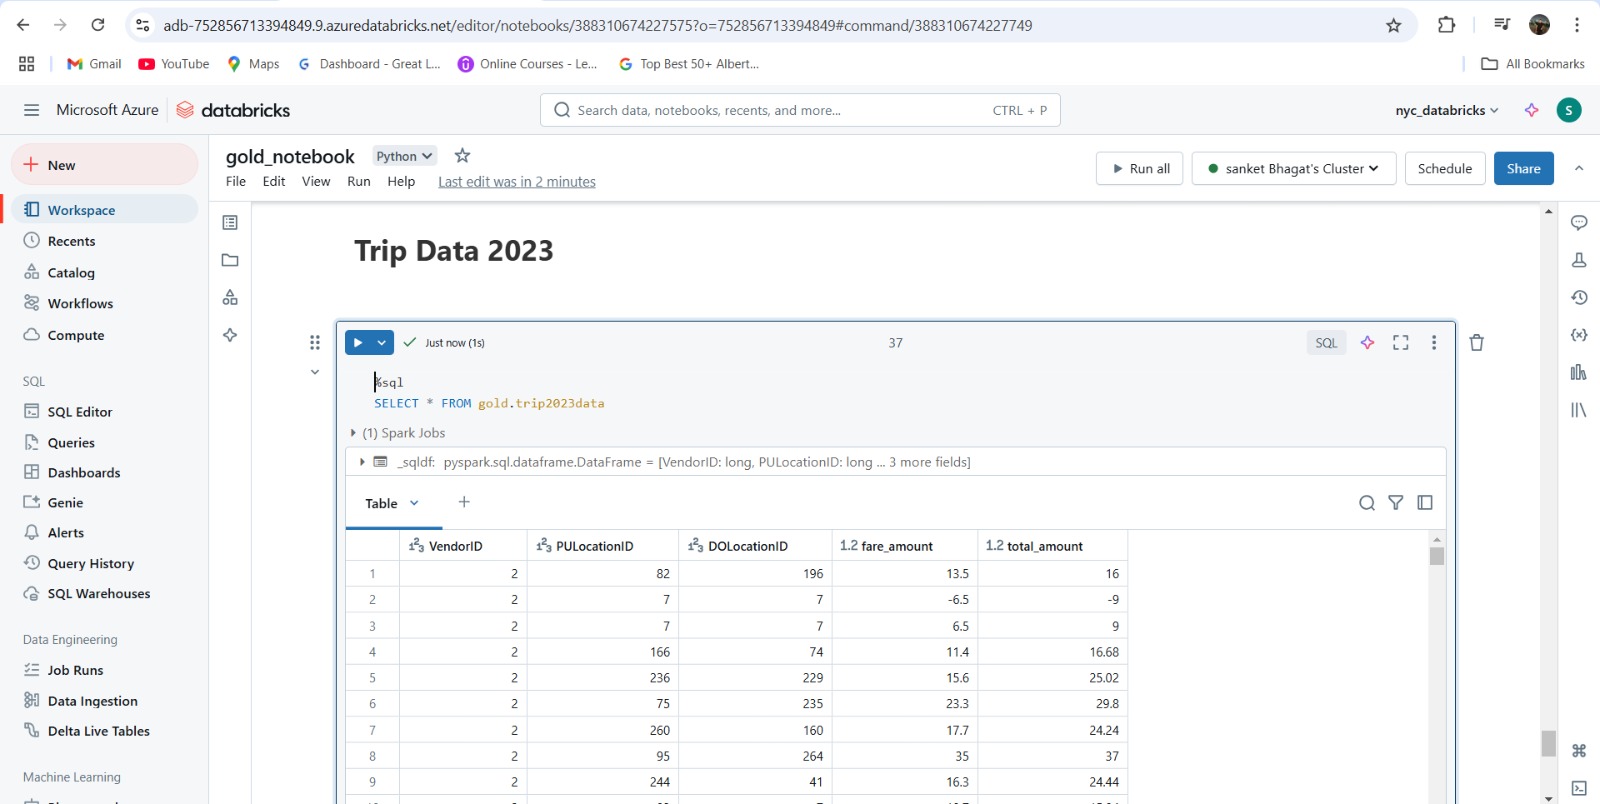 adb-752856713394849.9.azuredatabricks.net/editor/notebooks/388310674227575?o=752856713394849#command/388310674227749
Gmail YouTube Maps Dashboard - Great L... Online Courses - Le... Top Best 50+ Albert... All Bookmarks
Microsoft Azure databricks Search data, notebooks, recents, and more... CTRL + P nyc_databricks S
New
Workspace
Recents
Catalog
Workflows
Compute
SQL
SQL Editor
Queries
Dashboards
Genie
Alerts
Query History
SQL Warehouses
Data Engineering
Job Runs
Data Ingestion
Delta Live Tables
Machine Learning
gold_notebook Python
File Edit View Run Help Last edit was in 2 minutes
Run all sanket Bhagat's Cluster Schedule Share
Trip Data 2023
Just now (1s) 37 SQL
%sql
SELECT * FROM gold.trip2023data
(1) Spark Jobs
_sqldf: pyspark.sql.dataframe.DataFrame = [VendorID: long, PULocationID: long ... 3 more fields]
Table +
123 VendorID 123 PULocationID 123 DOLocationID 1.2 fare_amount 1.2 total_amount
1 2 82 196 13.5 16
2 2 7 7 -6.5 -9
3 2 7 7 6.5 9
4 2 166 74 11.4 16.68
5 2 236 229 15.6 25.02
6 2 75 235 23.3 29.8
7 2 260 160 17.7 24.24
8 2 95 264 35 37
9 2 244 41 16.3 24.44